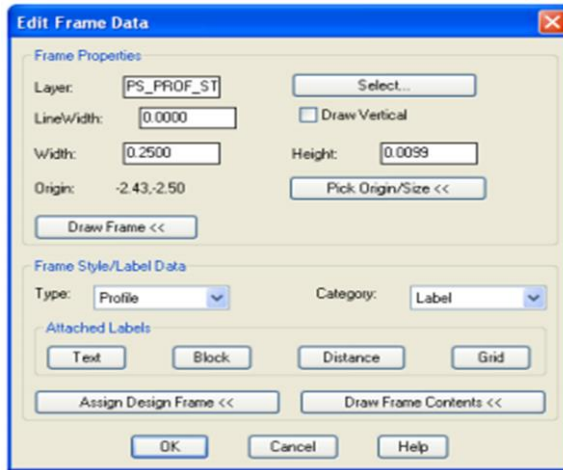 Edit Frame Data
Frame Properties
Layer: PS_PROF_ST Select...
LineWidth: 0.0000 Draw Vertical
Width: 0.2500 Height: 0.0099
Origin: -2.43,-2.50 Pick Origin/Size <<
Draw Frame <<
Frame Style/Label Data
Type: Profile Category: Label
Attached Labels
Text Block Distance Grid
Assign Design Frame << Draw Frame Contents <<
OK Cancel Help